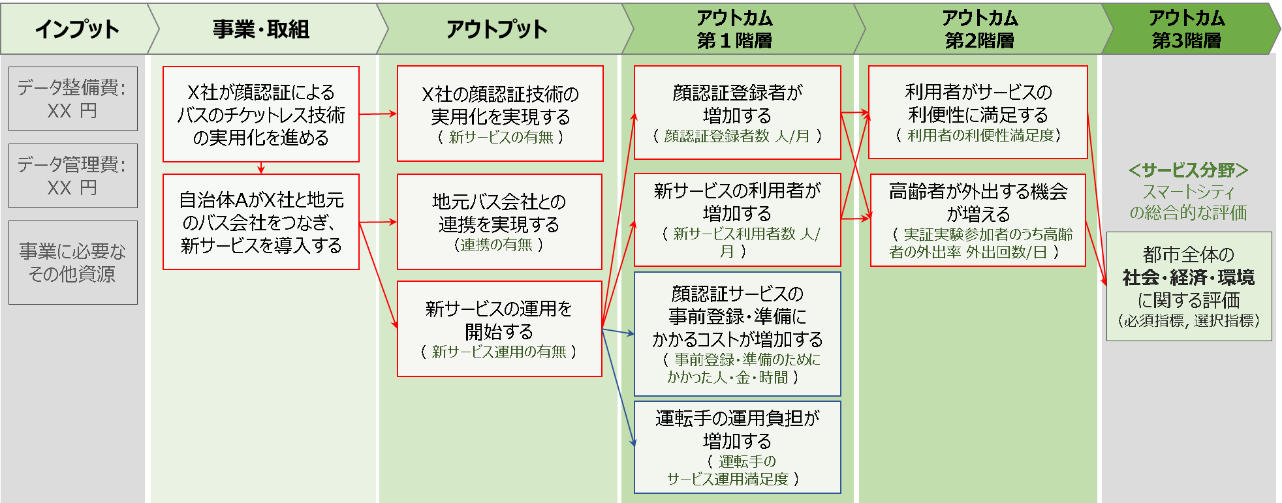 インプット
事業・取組
アウトプット
アウトカム
第１階層
アウトカム
第2階層
アウトカム
第3階層
データ整備費:
XX 円
データ管理費:
XX 円
事業に必要な
その他資源
X社が顔認証による
バスのチケットレス技術
の実用化を進める
自治体AがX社と地元
のバス会社をつなぎ、
新サービスを導入する
X社の顔認証技術の
実用化を実現する
（ 新サービスの有無 ）
地元バス会社との
連携を実現する
（連携の有無 ）
新サービスの運用を
開始する
（ 新サービス運用の有無 ）
顔認証登録者が
増加する
（ 顔認証登録者数 人/月 ）
新サービスの利用者が
増加する
（ 新サービス利用者数 人/
月 ）
顔認証サービスの
事前登録・準備に
かかるコストが増加する
（ 事前登録・準備のために
かかった人・金・時間 ）
運転手の運用負担が
増加する
（ 運転手の
サービス運用満足度 ）
利用者がサービスの
利便性に満足する
（ 利用者の利便性満足度）
高齢者が外出する機会
が増える
（ 実証実験参加者のうち高齢
者の外出率 外出回数/日 ）
＜サービス分野＞
スマートシティ
の総合的な評価
都市全体の
社会・経済・環境
に関する評価
（必須指標, 選択指標）